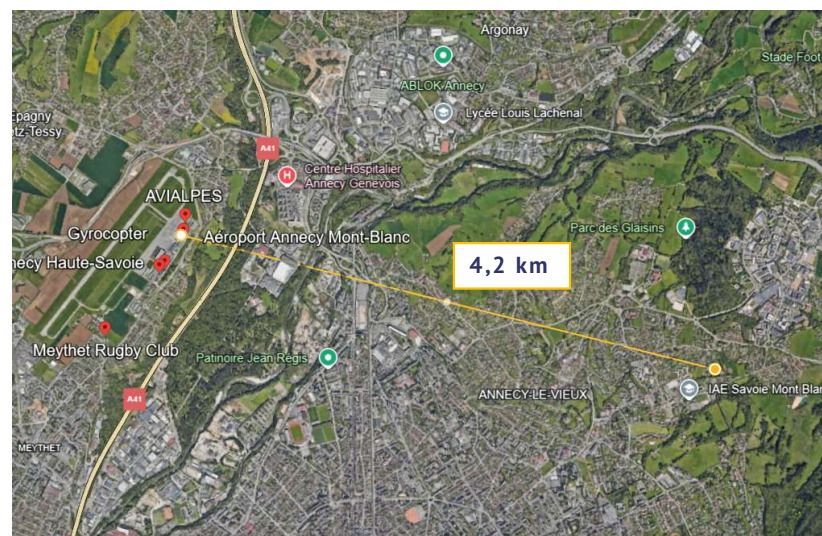 Argonay
Stade Foot
ABLOK Annecy
Epagny
etz-Tessy
Lycée Louis Lachenal
A41
H
Centre Hospitalier
Annecy Genevois
AVIALPES
Gyrocopter
Aéroport Annecy Mont-Blanc
Parc des Glaisins
necy Haute-Savoie
4,2 km
Meythet Rugby Club
Patinoire Jean Régis
A41
ANNECY-LE-VIEUX
IAE Savoie Mont Blan
MEYTHET